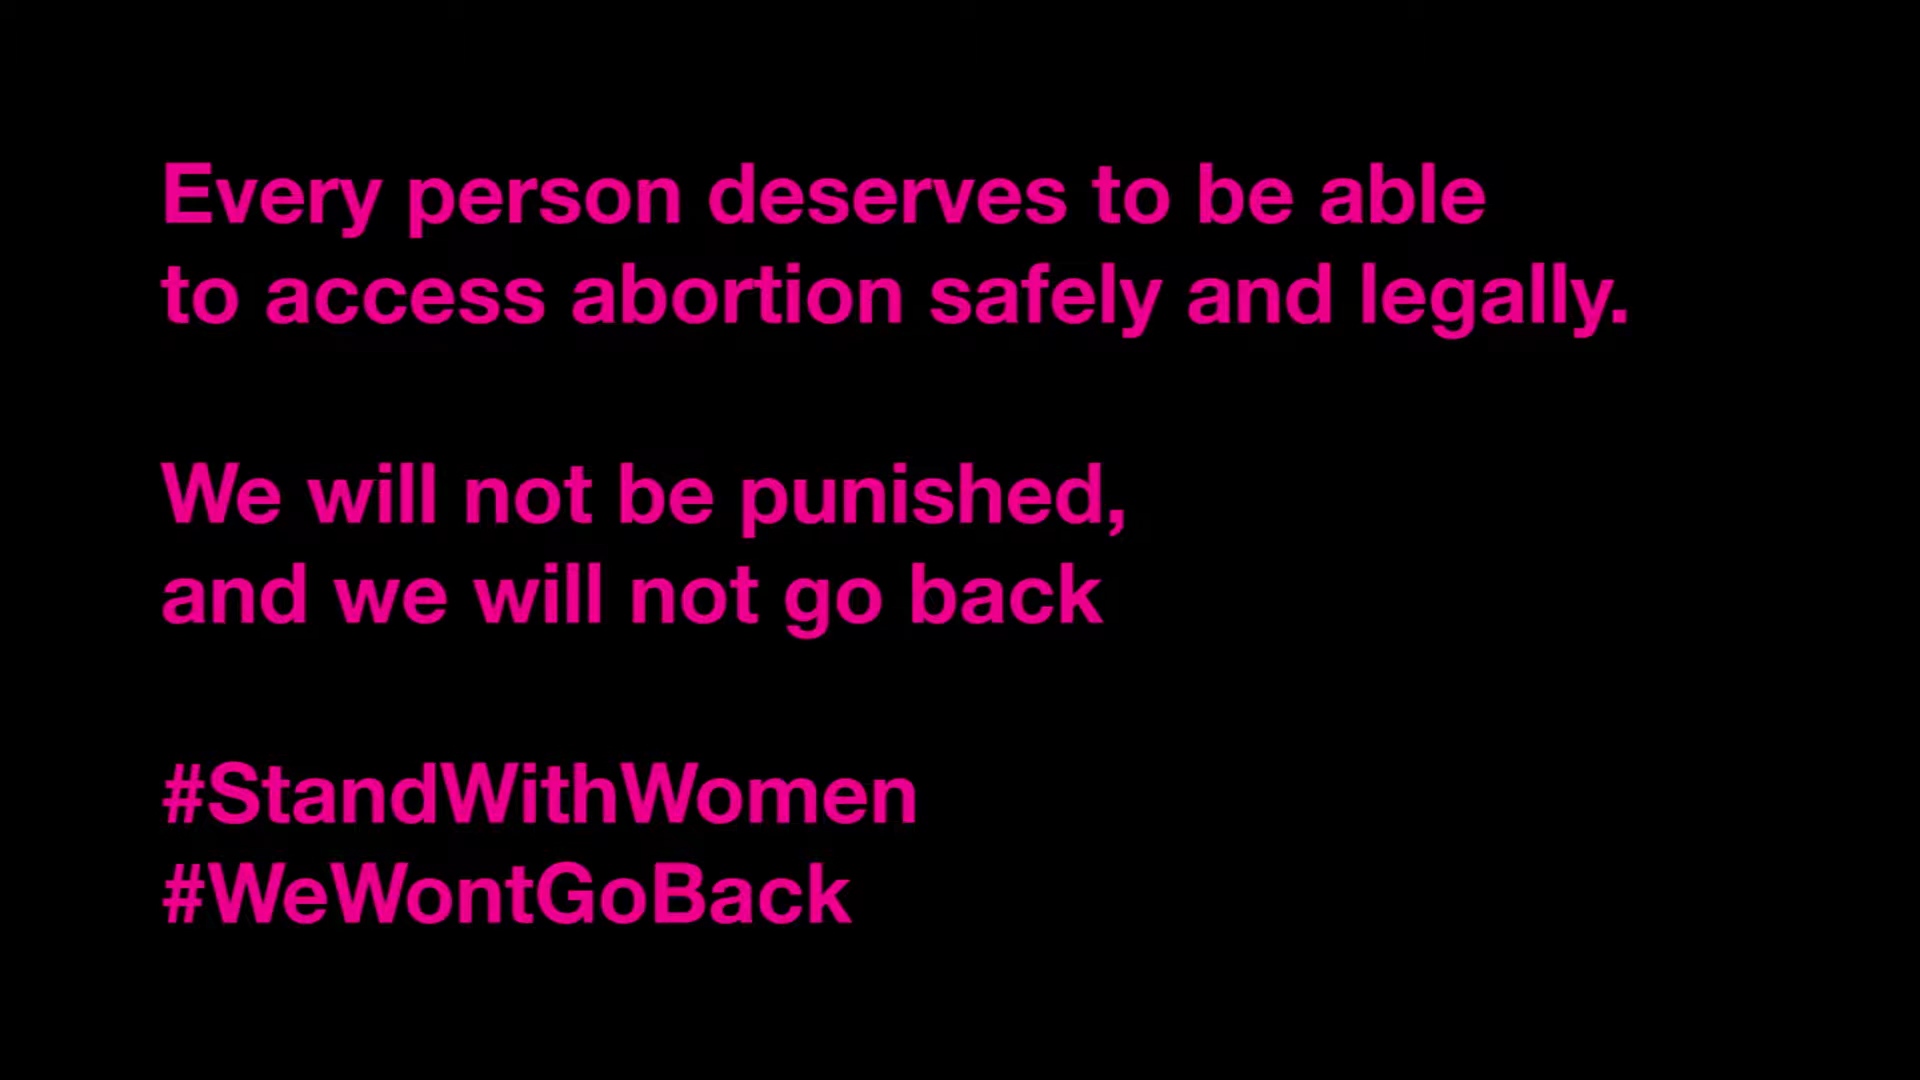 Every person deserves to be able
to access abortion safely and legally.
We will not be punished,
and we will not go back
#StandWithWomen
#WeWontGoBack